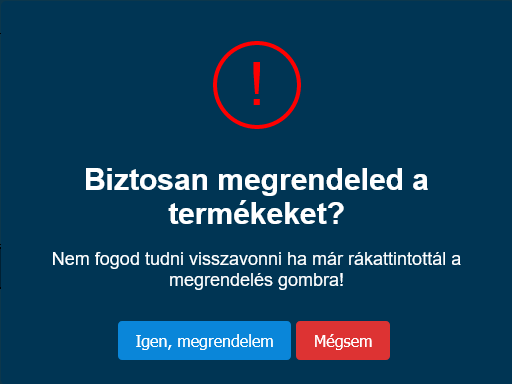 !
Biztosan megrendeled a
termékeket?
Nem fogod tudni visszavonni ha már rákattintottál a
megrendelés gombra!
Igen, megrendelem
Mégsem